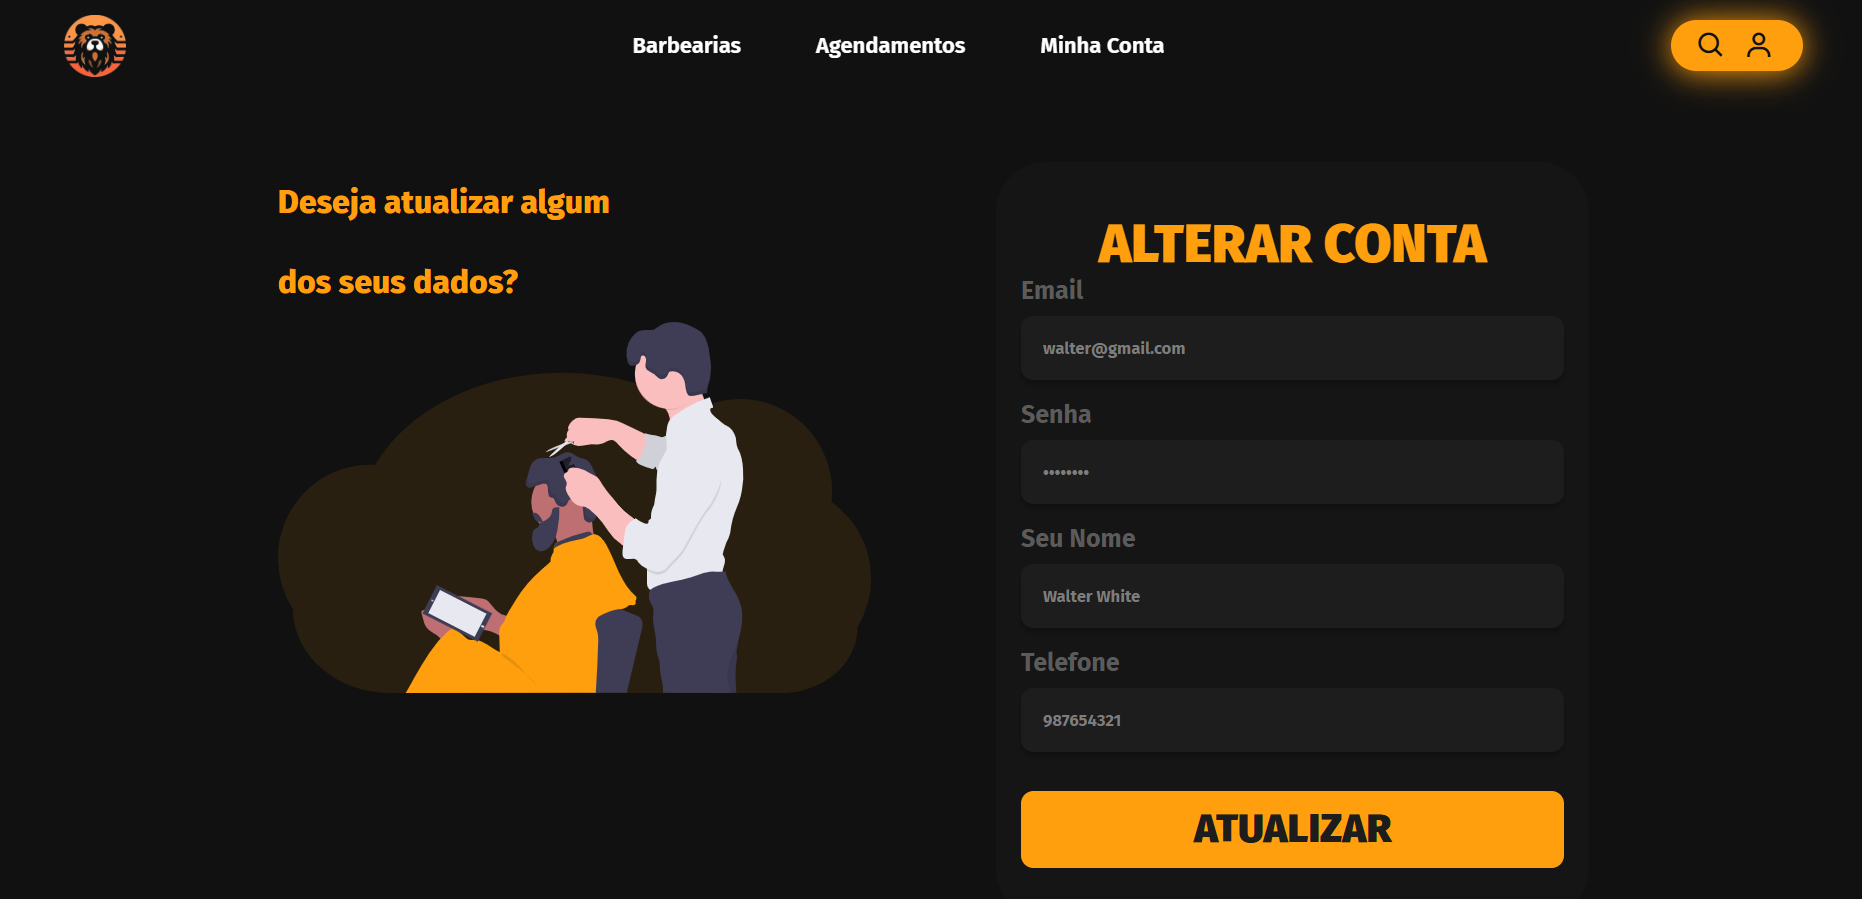 Barbearias Agendamentos Minha Conta
Deseja atualizar algum
dos seus dados?
ALTERAR CONTA
Email
walter@gmail.com
Senha
••••••••
Seu Nome
Walter White
Telefone
987654321
ATUALIZAR